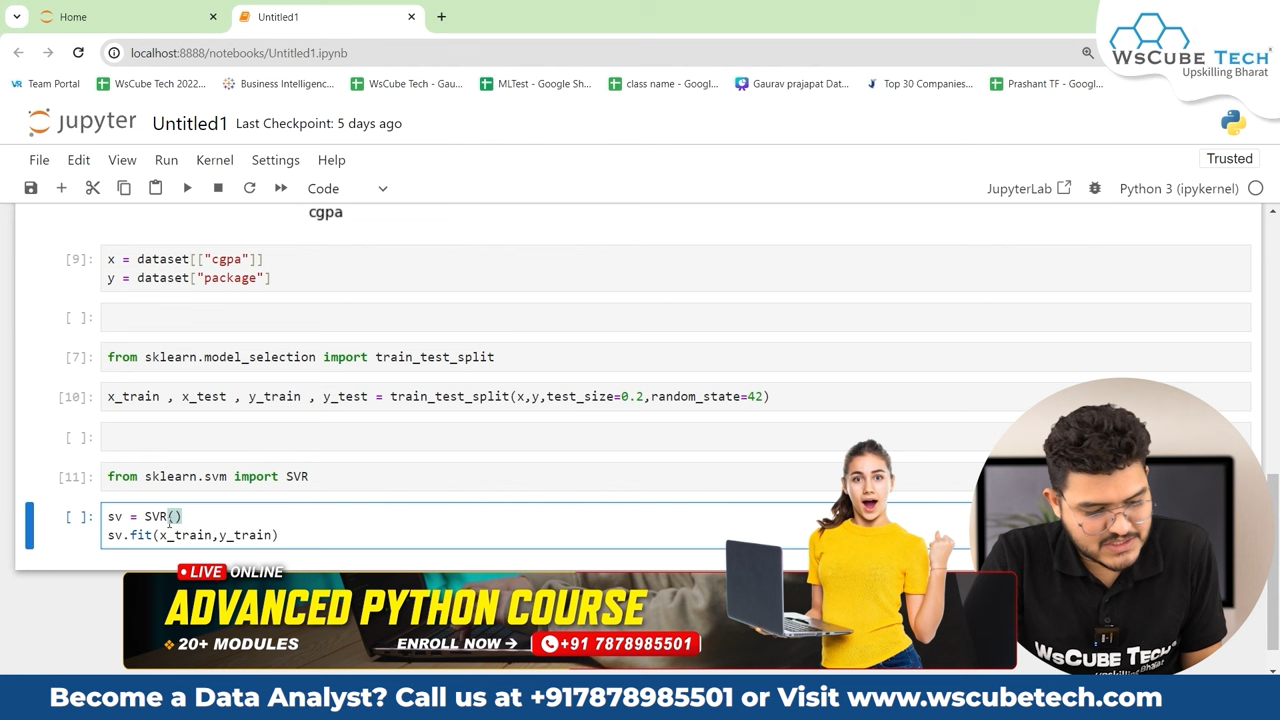 Home
Untitled1
localhost:8888/notebooks/Untitled1.ipynb
WsCube Tech
Upskilling Bharat
Team Portal
WsCube Tech 2022...
Business Intelligenc...
WsCube Tech - Gau...
MLTest - Google Sh...
class name - Googl...
Gaurav prajapat Dat...
Top 30 Companies...
Prashant TF - Goog...
jupyter Untitled1 Last Checkpoint: 5 days ago
File Edit View Run Kernel Settings Help
Trusted
Code
JupyterLab
Python 3 (ipykernel)
cgpa
[9]: x = dataset[["cgpa"]]
y = dataset["package"]
[ ]:
[7]: from sklearn.model_selection import train_test_split
[10]: x_train , x_test , y_train , y_test = train_test_split(x,y,test_size=0.2,random_state=42)
[ ]:
[11]: from sklearn.svm import SVR
[ ]: sv = SVR()
sv.fit(x_train,y_train)
• LIVE ONLINE
ADVANCED PYTHON COURSE
20+ MODULES
ENROLL NOW → +91 7878985501
WsCube Tech
Upskilling Bharat
Become a Data Analyst? Call us at +917878985501 or Visit www.wscubetech.com